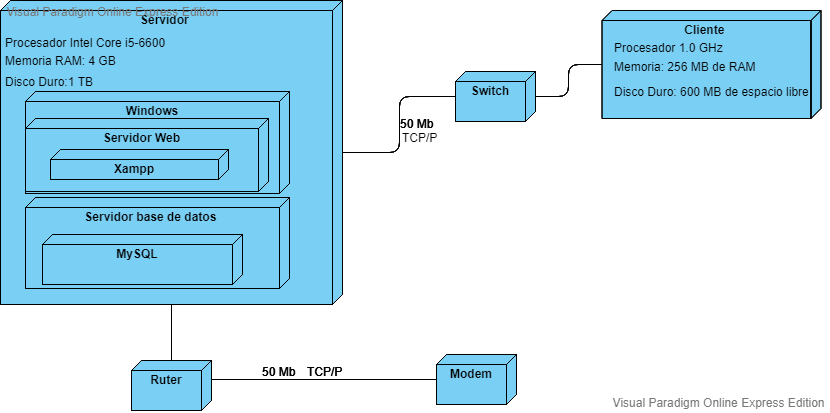 Visual Paradigm Online Express Edition
Servidor
Procesador Intel Core i5-6600
Memoria RAM: 4 GB
Disco Duro:1 TB
Windows
Servidor Web
Xampp
Servidor base de datos
MySQL
50 Mb
TCP/P
Switch
Cliente
Procesador 1.0 GHz
Memoria: 256 MB de RAM
Disco Duro: 600 MB de espacio libre
Ruter
50 Mb TCP/P
Modem
Visual Paradigm Online Express Edition